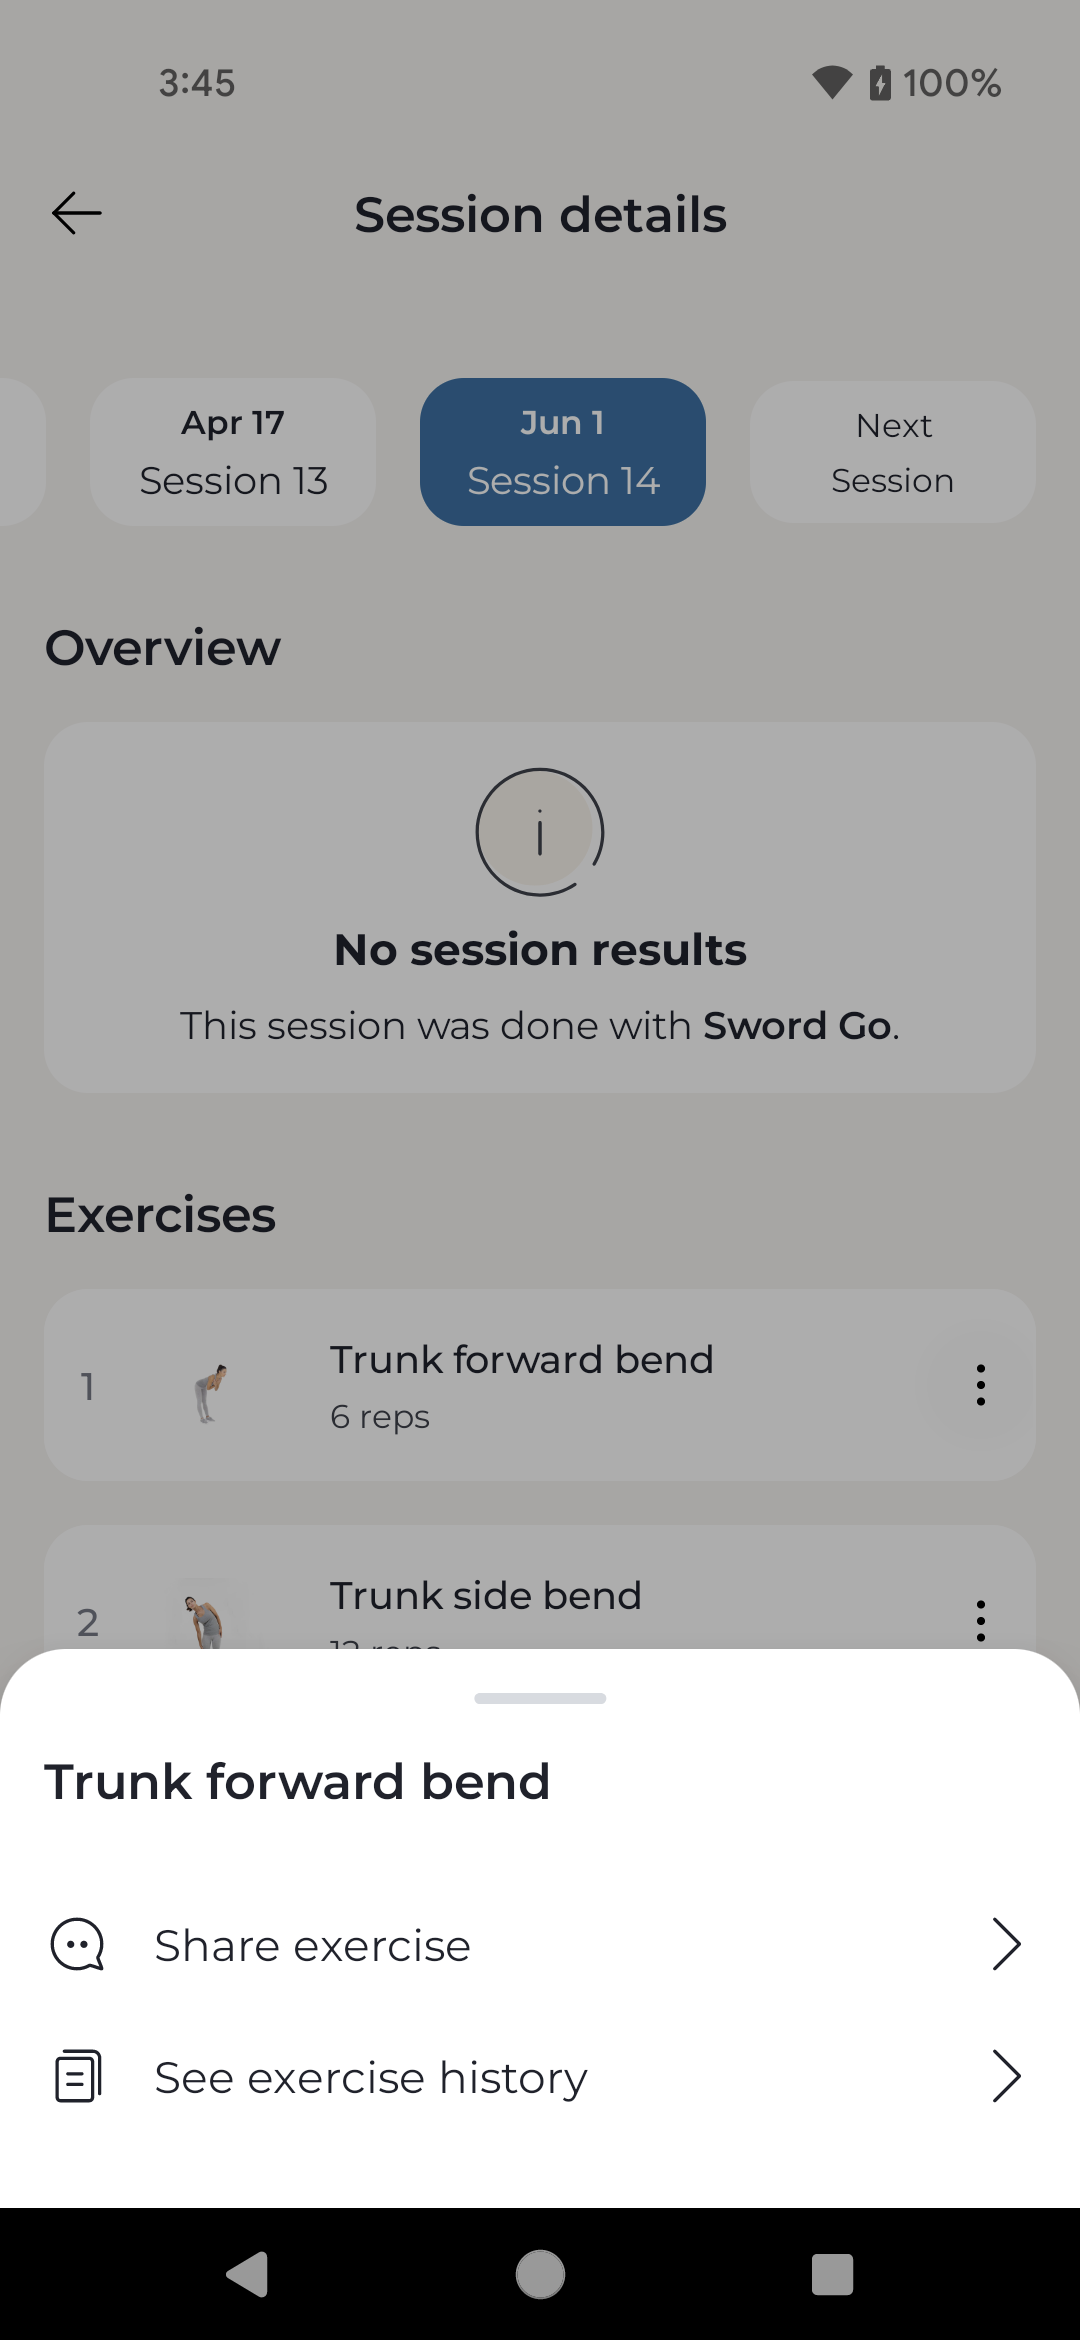 3:45
100%
Session details
Apr 17
Session 13
Jun 1
Session 14
Next
Session
Overview
No session results
This session was done with Sword Go.
Exercises
1
Trunk forward bend
6 reps
2
Trunk side bend
12 reps
Trunk forward bend
Share exercise
See exercise history